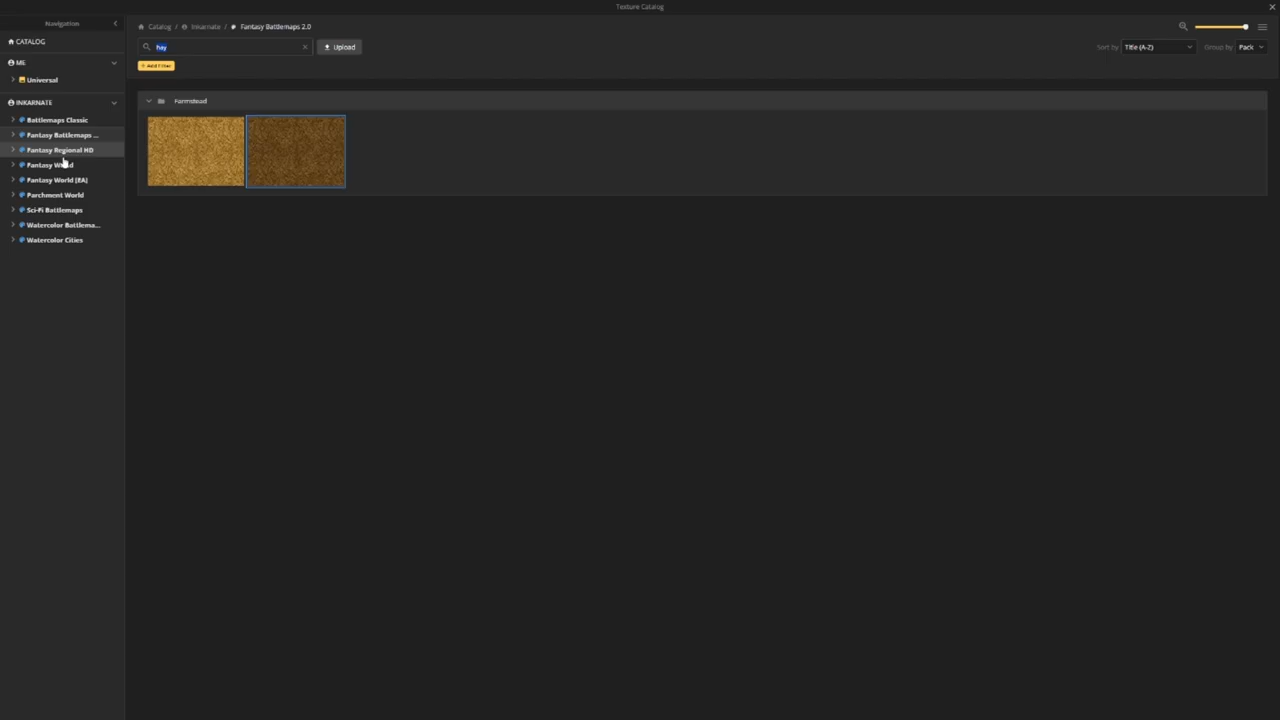 Texture Catalog
Navigation
CATALOG
ME
Universal
INKARNATE
Battlemaps Classic
Fantasy Battlemaps ...
Fantasy Regional HD
Fantasy World
Fantasy World (EA)
Parchment World
Sci-Fi Battlemaps
Watercolor Battlema...
Watercolor Cities
Catalog / Inkarnate / Fantasy Battlemaps 2.0
hay
Upload
Sort by Title (A-Z) Group by Pack
+ Add Filter
Farmstead